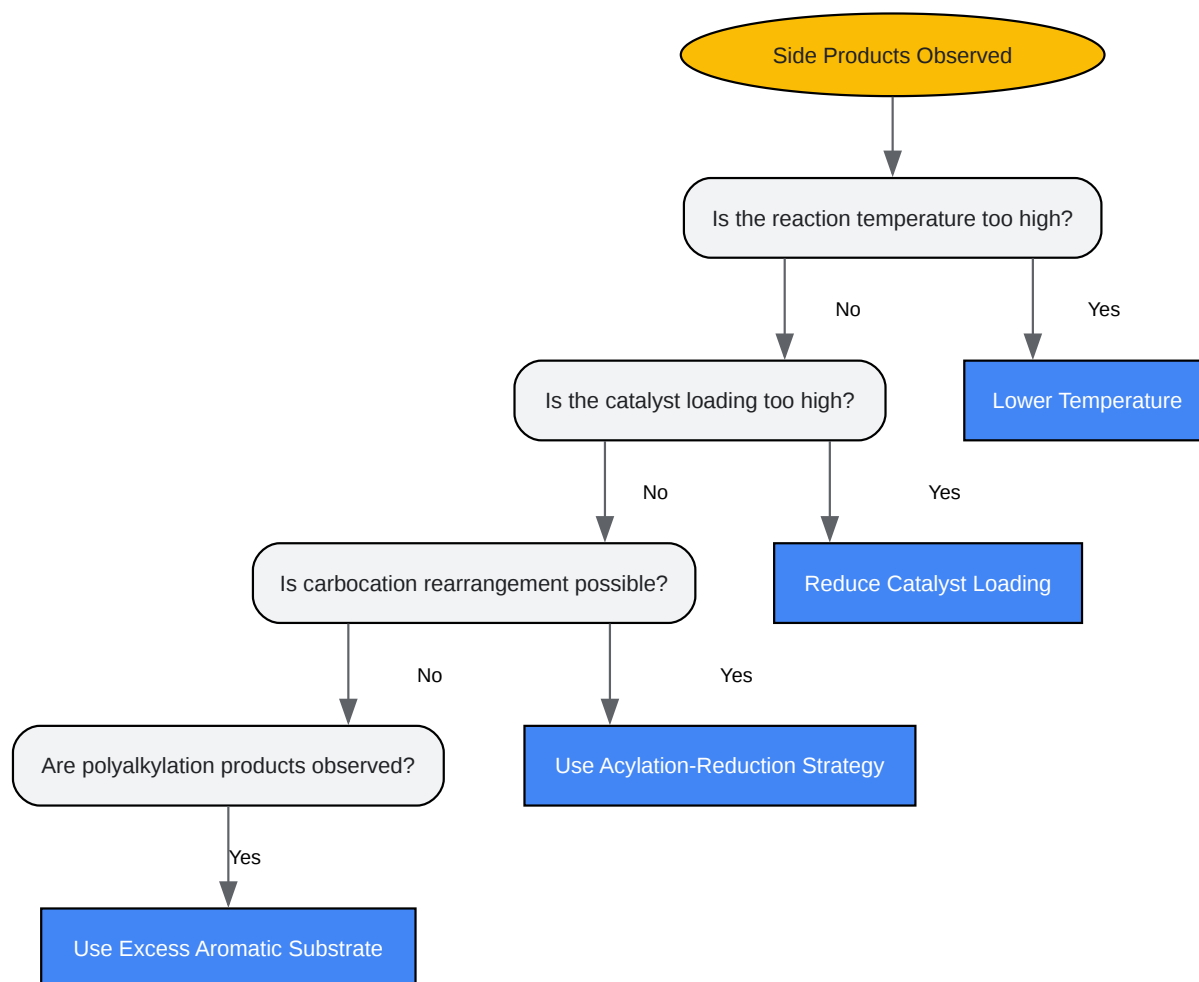 Side Products Observed
Is the reaction temperature too high?
No
Yes
Is the catalyst loading too high?
Lower Temperature
No
Yes
Is carbocation rearrangement possible?
Reduce Catalyst Loading
No
Yes
Are polyalkylation products observed?
Use Acylation-Reduction Strategy
Yes
Use Excess Aromatic Substrate